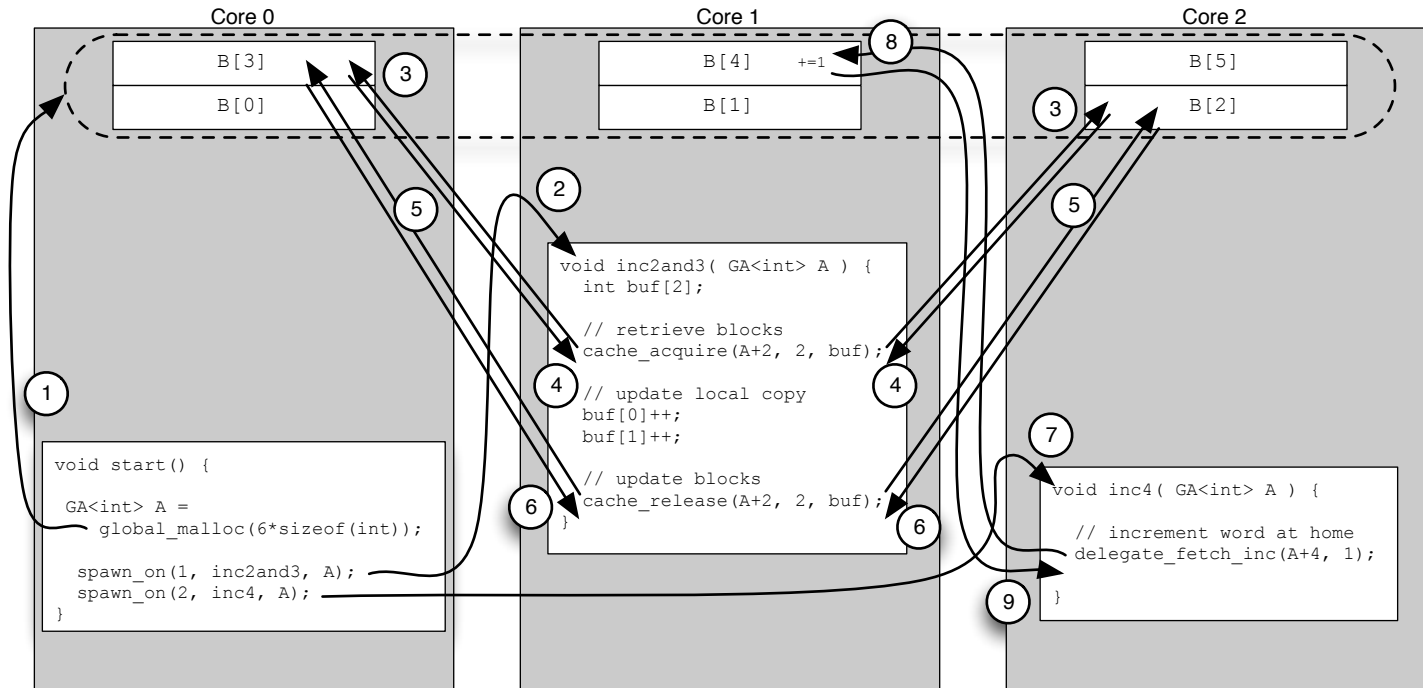 Core 0
Core 1
Core 2
B[3]
B[0]
B[4] +=1
B[1]
B[5]
B[2]
3
8
3
2
5
5
void inc2and3( GA<int> A ) {
int buf[2];
// retrieve blocks
cache_acquire(A+2, 2, buf);
// update local copy
buf[0]++;
buf[1]++;
// update blocks
cache_release(A+2, 2, buf);
}
4
4
6
6
1
void start() {
GA<int> A =
global_malloc(6*sizeof(int));
spawn_on(1, inc2and3, A);
spawn_on(2, inc4, A);
}
7
void inc4( GA<int> A ) {
// increment word at home
delegate_fetch_inc(A+4, 1);
}
9